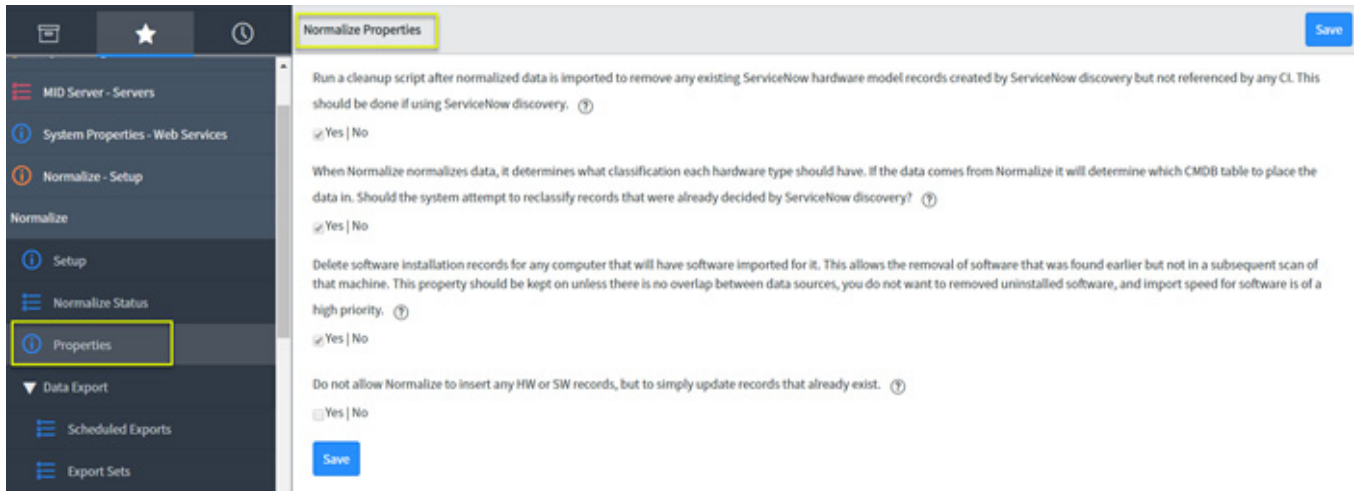 Normalize Properties
Save
MID Server - Servers
System Properties - Web Services
Normalize - Setup
Normalize
Setup
Normalize Status
Properties
Data Export
Scheduled Exports
Export Sets
Run a cleanup script after normalized data is imported to remove any existing ServiceNow hardware model records created by ServiceNow discovery but not referenced by any CI. This
should be done if using ServiceNow discovery. ?
Yes | No
When Normalize normalizes data, it determines what classification each hardware type should have. If the data comes from Normalize it will determine which CMDB table to place the
data in. Should the system attempt to reclassify records that were already decided by ServiceNow discovery? ?
Yes | No
Delete software installation records for any computer that will have software imported for it. This allows the removal of software that was found earlier but not in a subsequent scan of
that machine. This property should be kept on unless there is no overlap between data sources, you do not want to removed uninstalled software, and import speed for software is of a
high priority. ?
Yes | No
Do not allow Normalize to insert any HW or SW records, but to simply update records that already exist. ?
Yes | No
Save